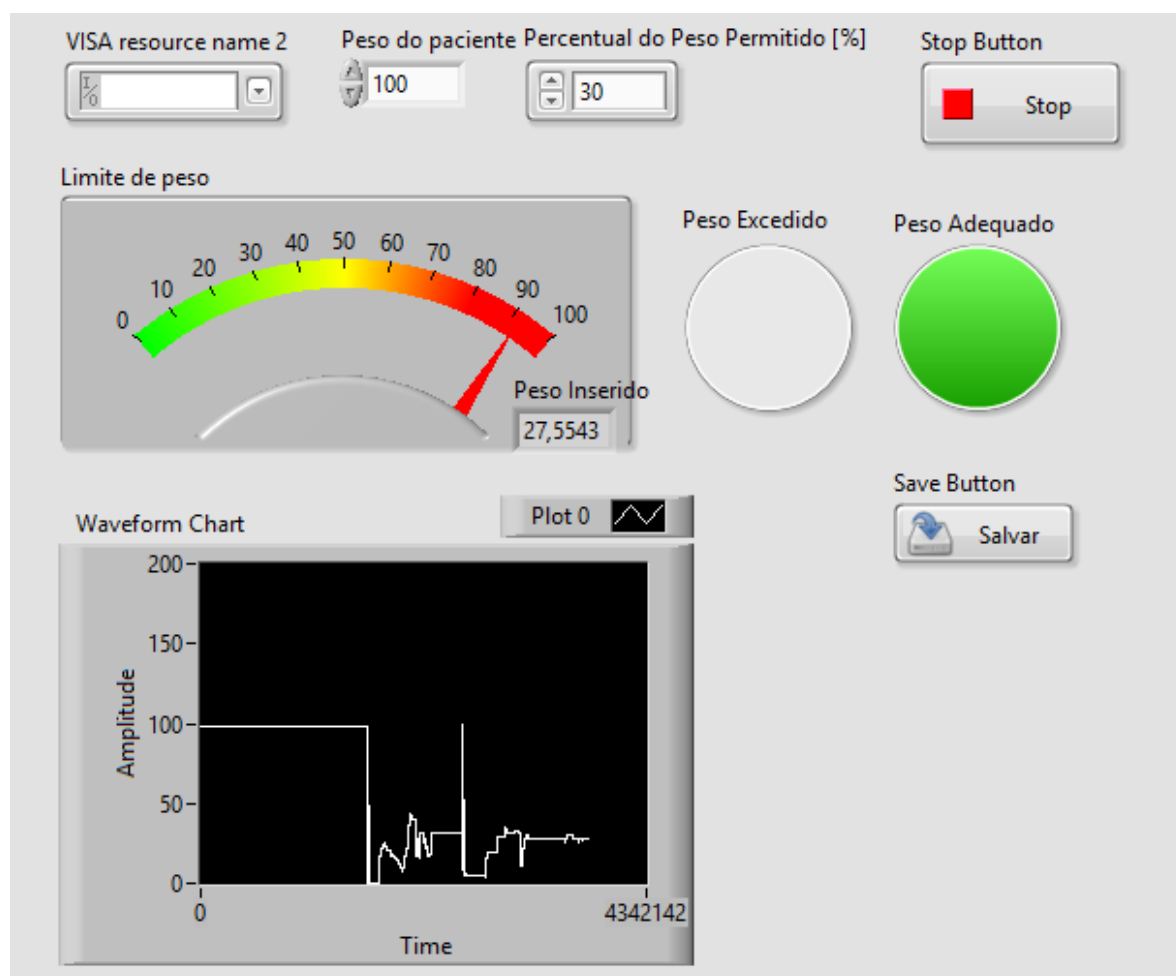 VISA resource name 2
Peso do paciente
Percentual do Peso Permitido [%]
Stop Button
I/O
100
30
Stop
Limite de peso
0
10
20
30
40
50
60
70
80
90
100
Peso Inserido
27,5543
Peso Excedido
Peso Adequado
Save Button
Salvar
Waveform Chart
Plot 0
200
150
100
50
0
Amplitude
0
4342142
Time